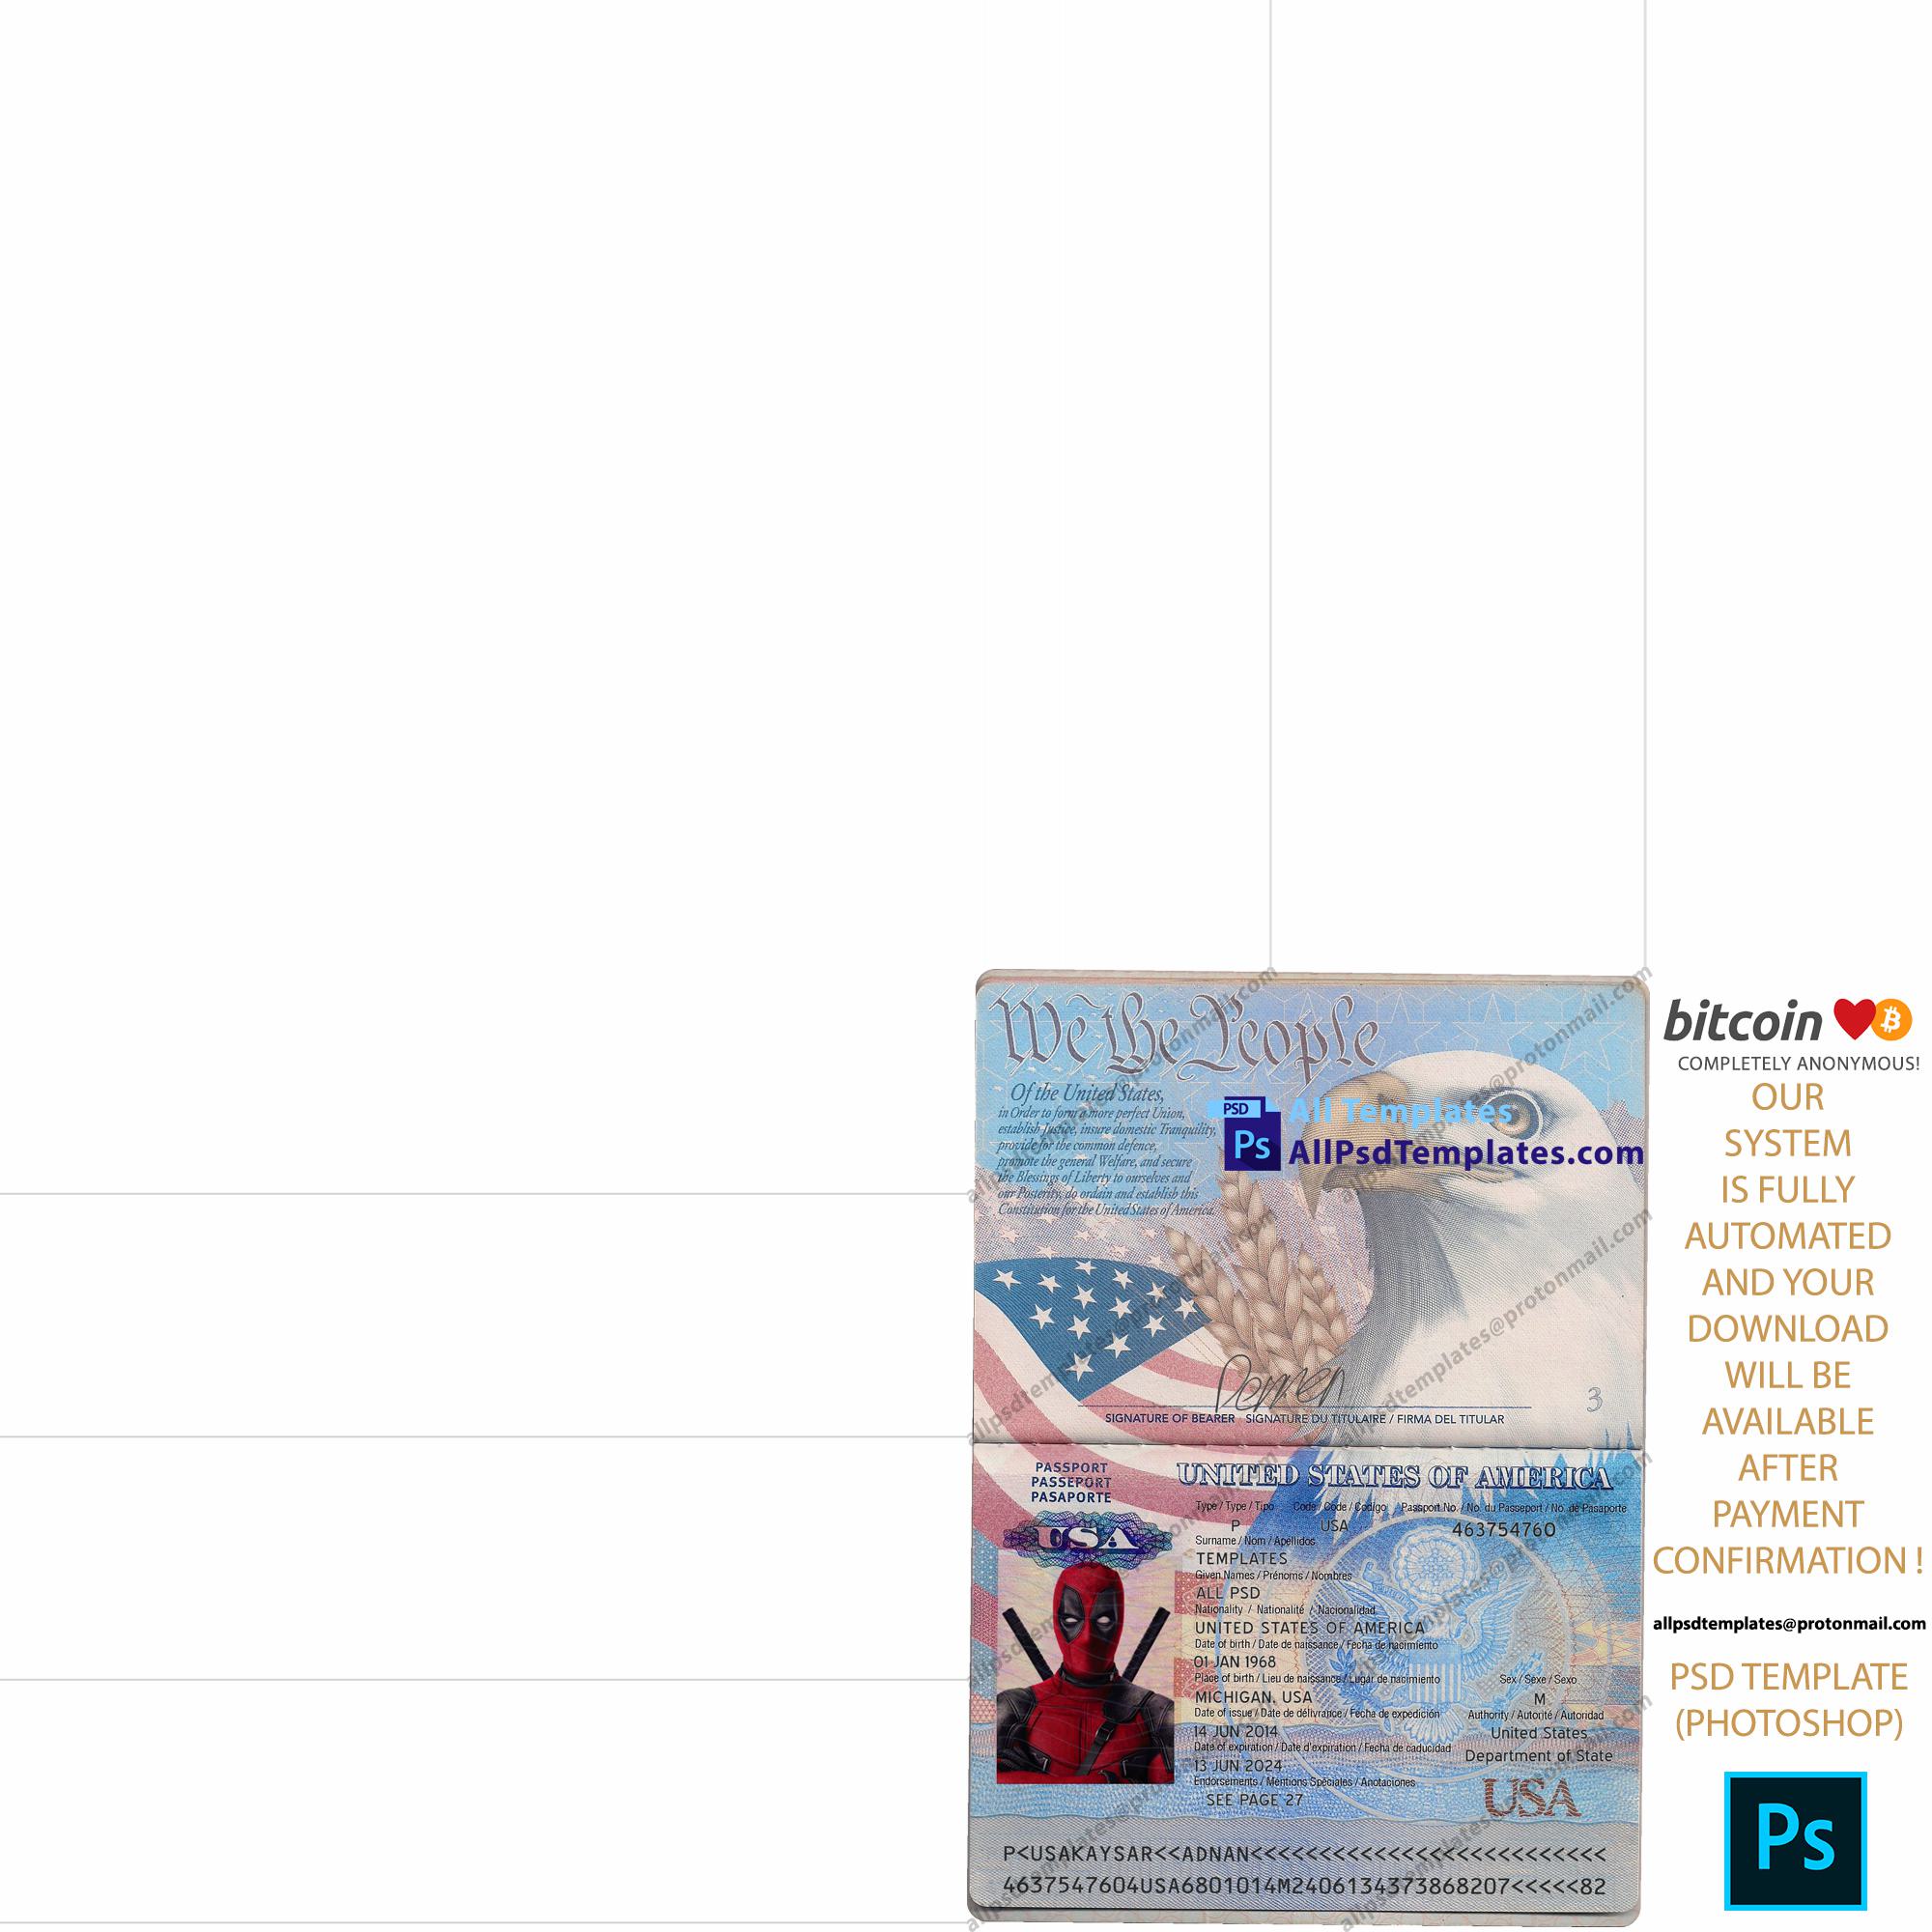 We the People
Of the United States,
in Order to form a more perfect Union,
establish Justice, insure domestic Tranquility,
provide for the common defence,
promote the general Welfare, and secure
the Blessings of Liberty to ourselves and
our Posterity, do ordain and establish this
Constitution for the United States of America.
PSD
Ps
All Templates
AllPsdTemplates.com
SIGNATURE OF BEARER SIGNATURE DU TITULAIRE / FIRMA DEL TITULAR
3
PASSPORT
PASSEPORT
PASAPORTE
USA
UNITED STATES OF AMERICA
Type / Type / Tipo Code / Code / Codigo Passport No. / No. du Passeport / No. de Pasaporte
P USA 463754760
Surname / Nom / Apellidos
TEMPLATES
Given Names / Prénoms / Nombres
ALL PSD
Nationality / Nationalité / Nacionalidad
UNITED STATES OF AMERICA
Date of birth / Date de naissance / Fecha de nacimiento
01 JAN 1968
Place of birth / Lieu de naissance / Lugar de nacimiento Sex / Sexe / Sexo
MICHIGAN, USA M
Date of issue / Date de délivrance / Fecha de expedición Authority / Autorité / Autoridad
14 JUN 2014 United States
Date of expiration / Date d'expiration / Fecha de caducidad Department of State
13 JUN 2024
Endorsements / Mentions Spéciales / Anotaciones
SEE PAGE 27
USA
P<USAKAYSAR<<ADNAN<<<<<<<<<<<<<<<<<<<<<<<<<<
4637547604USA6801014M2406134373868207<<<<<82
allpsdtemplates@protonmail.com
bitcoin
COMPLETELY ANONYMOUS!
OUR
SYSTEM
IS FULLY
AUTOMATED
AND YOUR
DOWNLOAD
WILL BE
AVAILABLE
AFTER
PAYMENT
CONFIRMATION !
allpsdtemplates@protonmail.com
PSD TEMPLATE
(PHOTOSHOP)
Ps